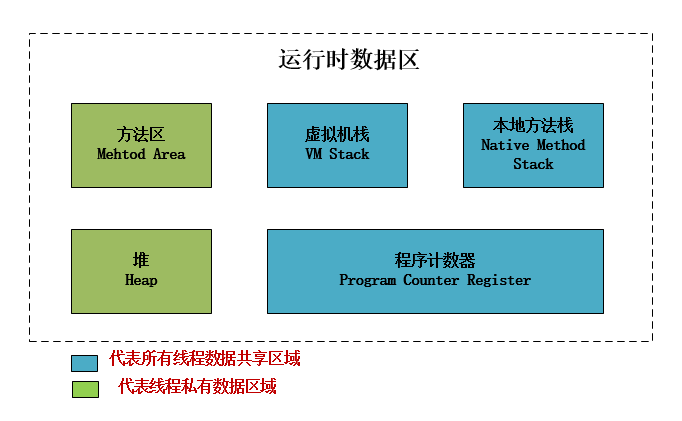 运行时数据区
方法区
Mehtod Area
虚拟机栈
VM Stack
本地方法栈
Native Method
Stack
堆
Heap
程序计数器
Program Counter Register
代表所有线程数据共享区域
代表线程私有数据区域